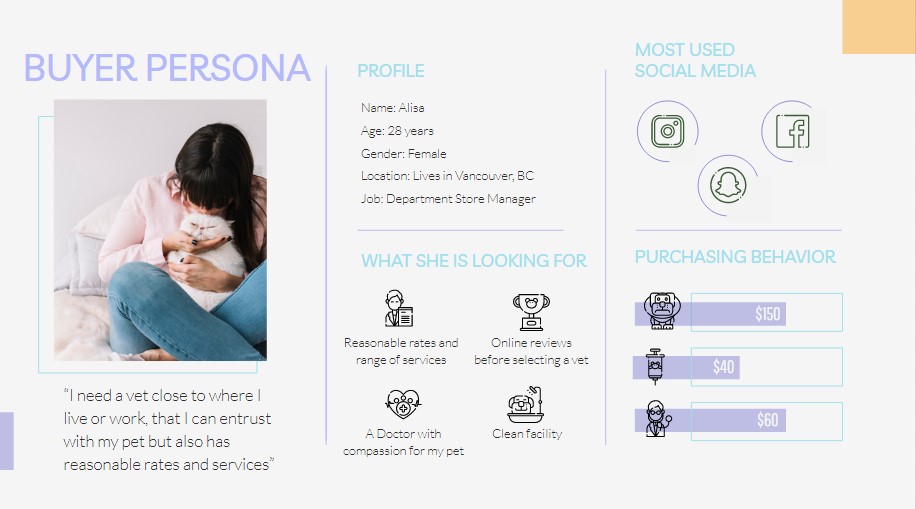 BUYER PERSONA
“I need a vet close to where I
live or work, that I can entrust
with my pet but also has
reasonable rates and services”
PROFILE
Name: Alisa
Age: 28 years
Gender: Female
Location: Lives in Vancouver, BC
Job: Department Store Manager
WHAT SHE IS LOOKING FOR
Reasonable rates and
range of services
Online reviews
before selecting a vet
A Doctor with
compassion for my pet
Clean facility
MOST USED
SOCIAL MEDIA
PURCHASING BEHAVIOR
$150
$40
$60